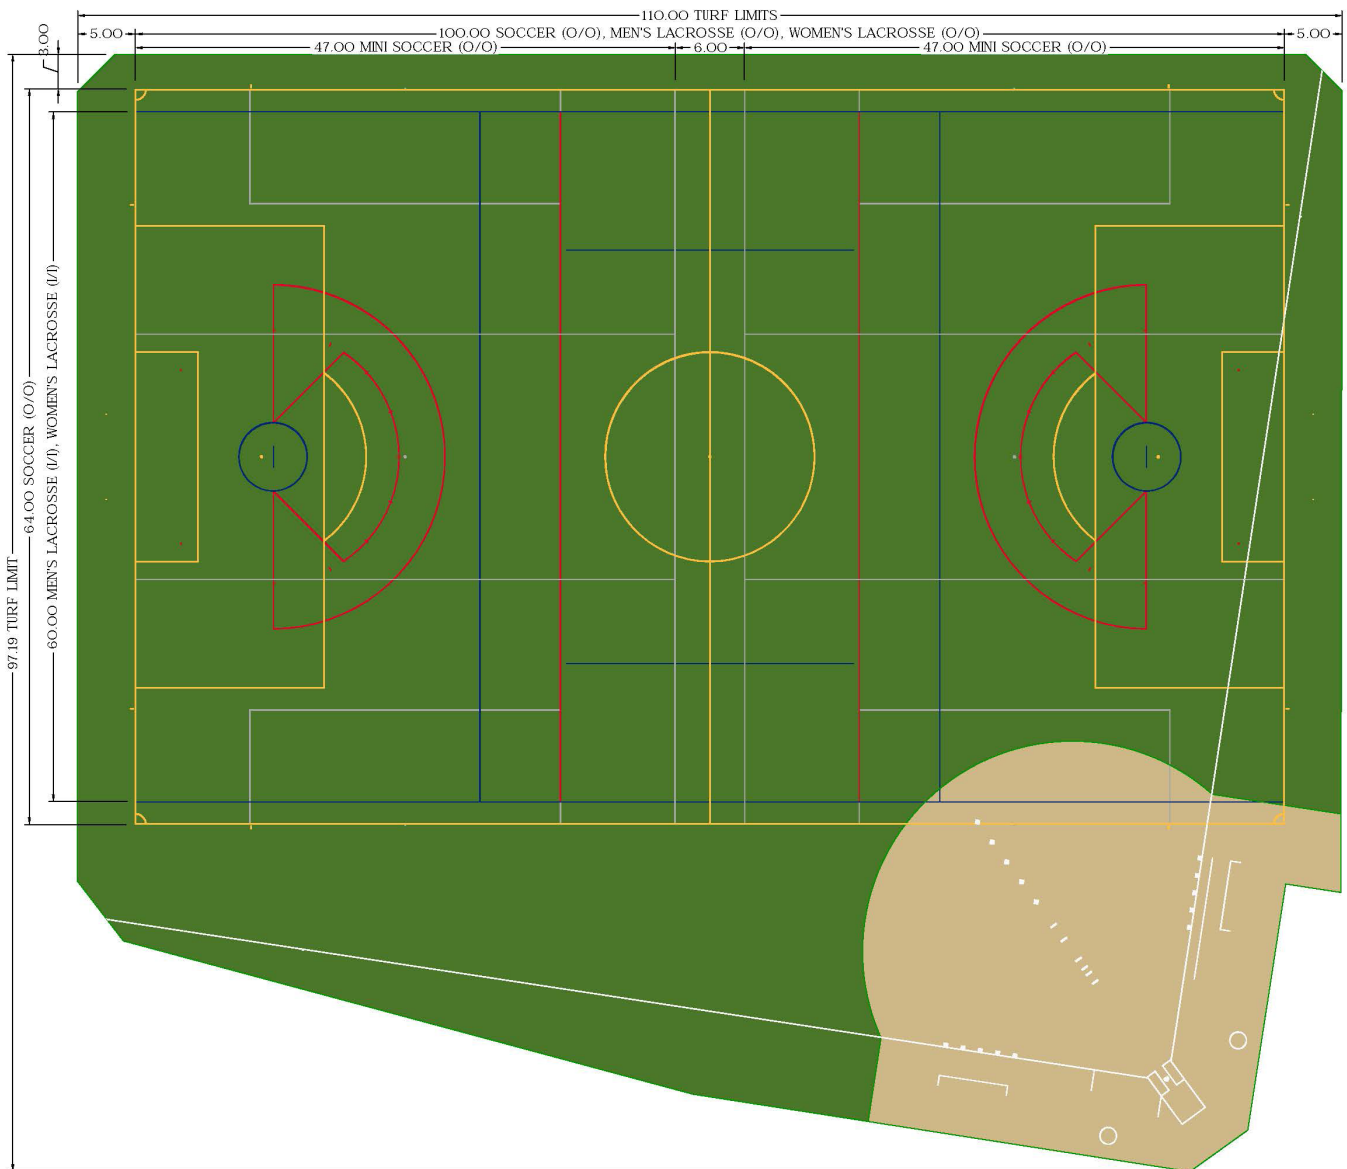 110.00 TURF LIMITS
5.00
100.00 SOCCER (O/O), MEN'S LACROSSE (O/O), WOMEN'S LACROSSE (O/O)
5.00
47.00 MINI SOCCER (O/O)
6.00
47.00 MINI SOCCER (O/O)
3.00
97.19 TURF LIMIT
64.00 SOCCER (O/O)
60.00 MEN'S LACROSSE (I/I), WOMEN'S LACROSSE (I/I)